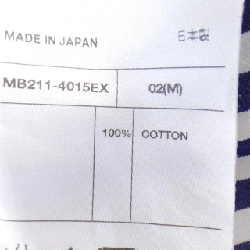 MADE IN JAPAN 日本製
MB211-4015EX 02(M)
100% COTTON